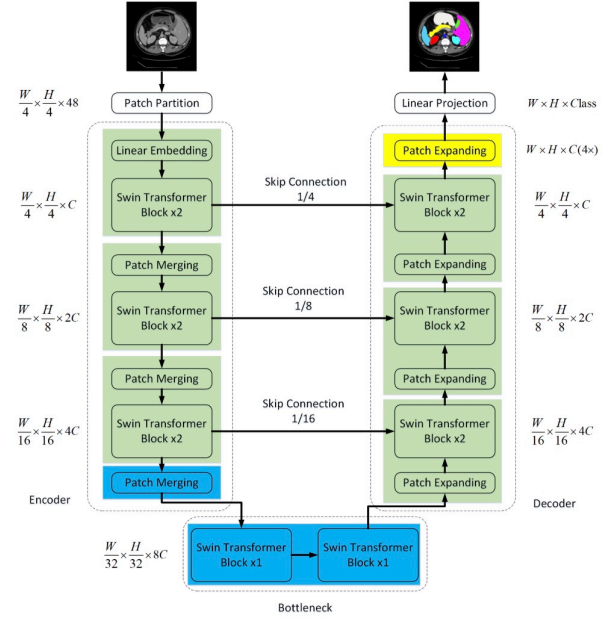 W/4 × H/4 × 48
Patch Partition
Linear Projection
W × H × Class
Linear Embedding
Patch Expanding
W × H × C(4×)
W/4 × H/4 × C
Swin Transformer
Block x2
Skip Connection
1/4
Swin Transformer
Block x2
W/4 × H/4 × C
Patch Merging
Patch Expanding
W/8 × H/8 × 2C
Swin Transformer
Block x2
Skip Connection
1/8
Swin Transformer
Block x2
W/8 × H/8 × 2C
Patch Merging
Patch Expanding
W/16 × H/16 × 4C
Swin Transformer
Block x2
Skip Connection
1/16
Swin Transformer
Block x2
W/16 × H/16 × 4C
Patch Merging
Patch Expanding
Encoder
Decoder
W/32 × H/32 × 8C
Swin Transformer
Block x1
Swin Transformer
Block x1
Bottleneck